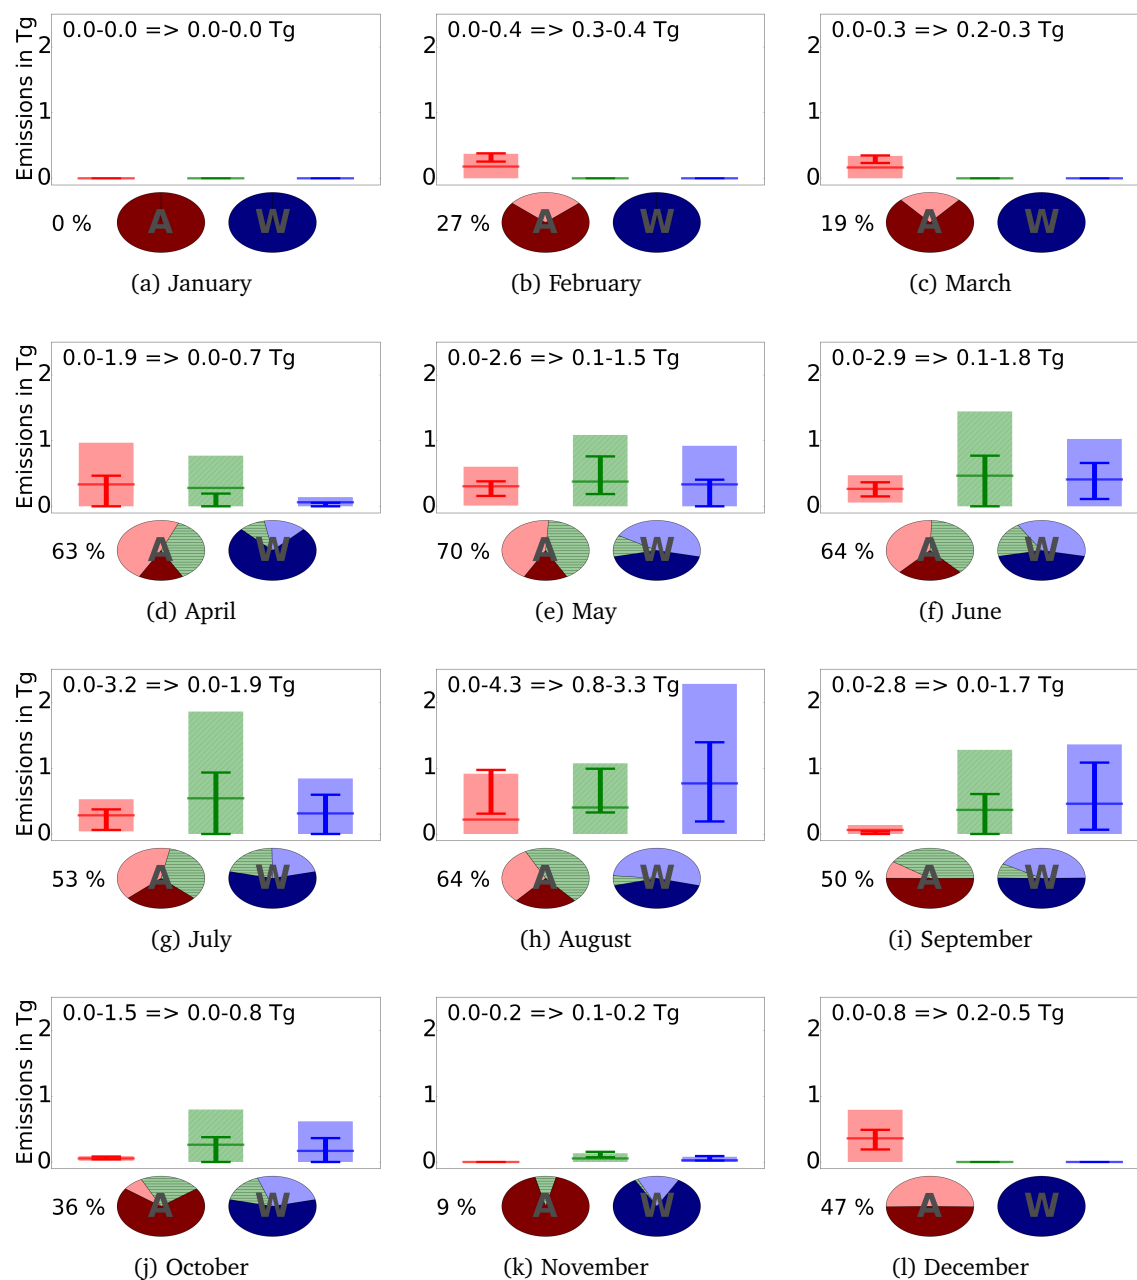 Emissions in Tg
2
1
0
0.0-0.0 => 0.0-0.0 Tg
0 %
A
W
(a) January
2
1
0
0.0-0.4 => 0.3-0.4 Tg
27 %
A
W
(b) February
2
1
0
0.0-0.3 => 0.2-0.3 Tg
19 %
A
W
(c) March
Emissions in Tg
2
1
0
0.0-1.9 => 0.0-0.7 Tg
63 %
A
W
(d) April
2
1
0
0.0-2.6 => 0.1-1.5 Tg
70 %
A
W
(e) May
2
1
0
0.0-2.9 => 0.1-1.8 Tg
64 %
A
W
(f) June
Emissions in Tg
2
1
0
0.0-3.2 => 0.0-1.9 Tg
53 %
A
W
(g) July
2
1
0
0.0-4.3 => 0.8-3.3 Tg
64 %
A
W
(h) August
2
1
0
0.0-2.8 => 0.0-1.7 Tg
50 %
A
W
(i) September
Emissions in Tg
2
1
0
0.0-1.5 => 0.0-0.8 Tg
36 %
A
W
(j) October
2
1
0
0.0-0.2 => 0.1-0.2 Tg
9 %
A
W
(k) November
2
1
0
0.0-0.8 => 0.2-0.5 Tg
47 %
A
W
(l) December